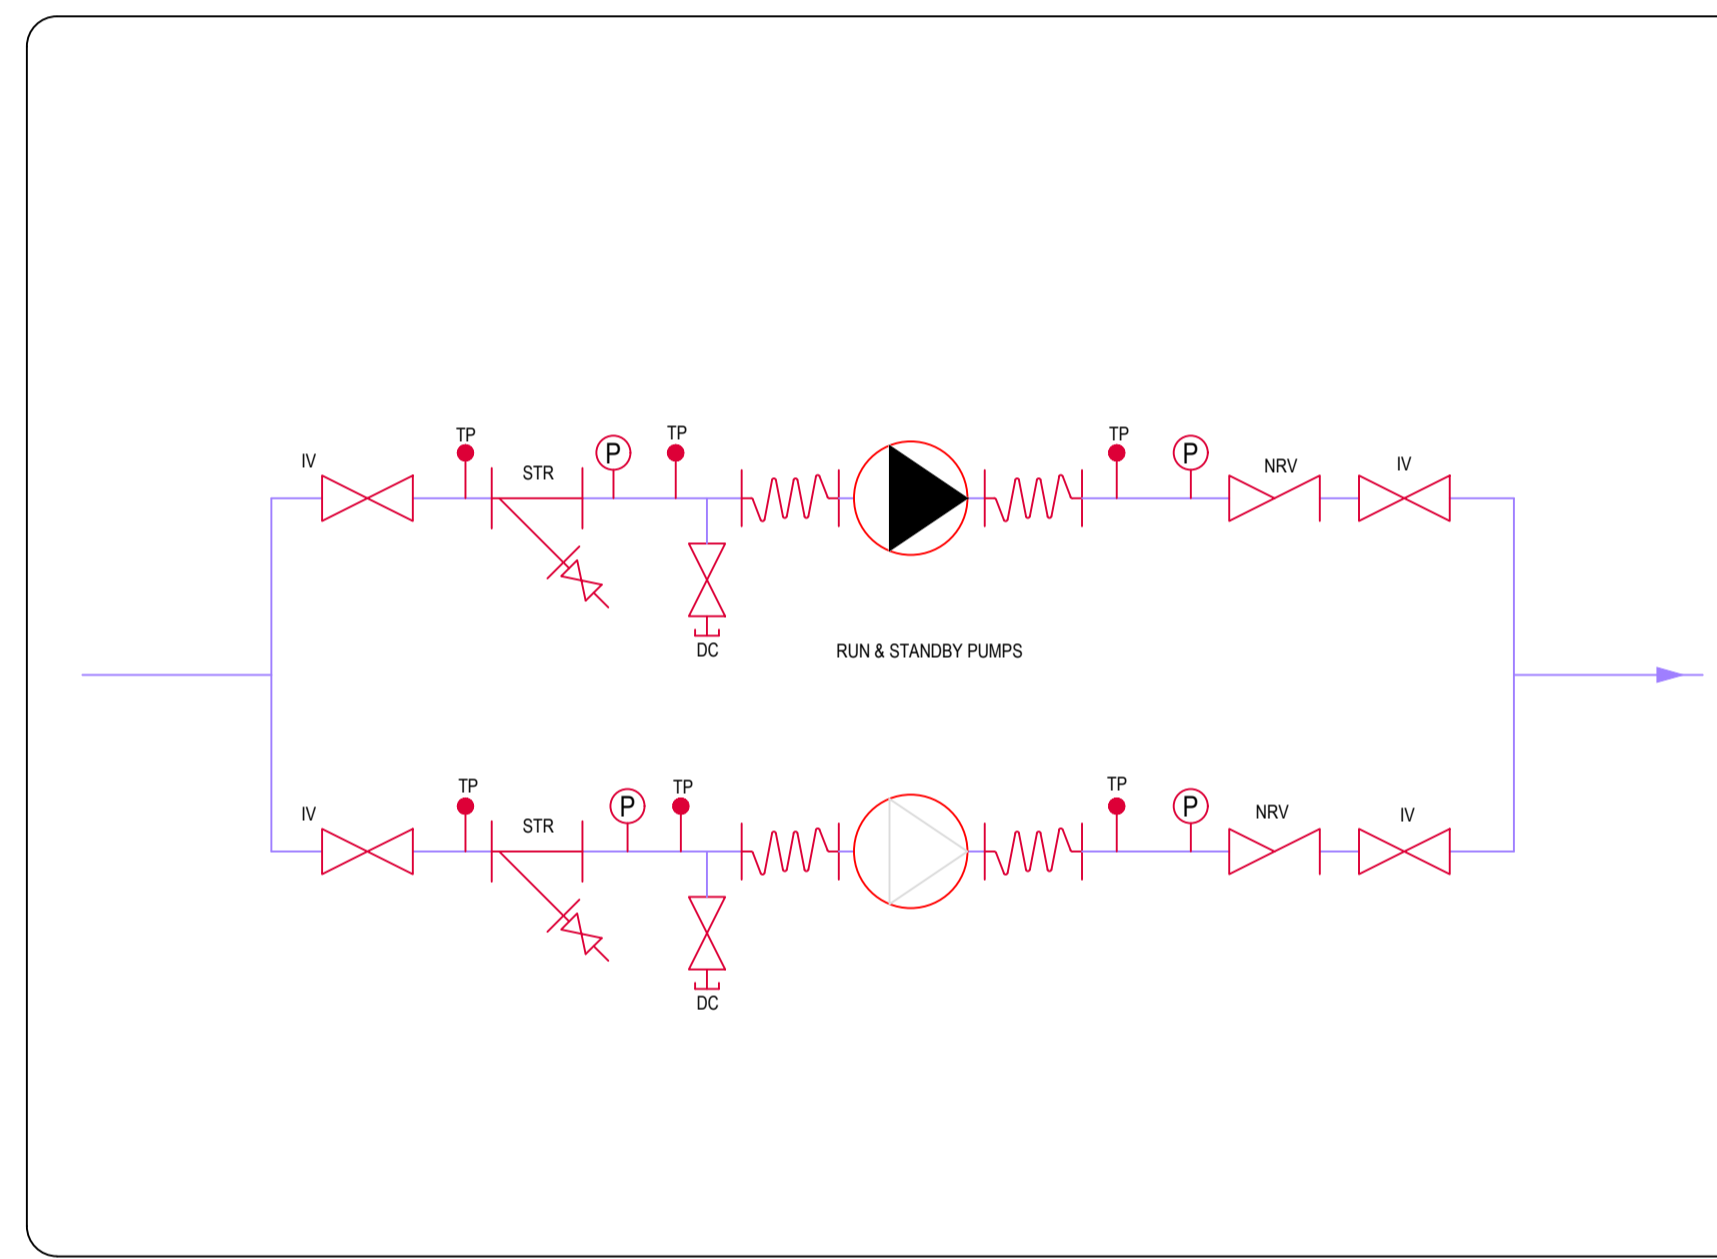 TP
TP
TP
IV
STR
P
P
NRV
IV
DC
RUN & STANDBY PUMPS
TP
TP
TP
IV
STR
P
P
NRV
IV
DC